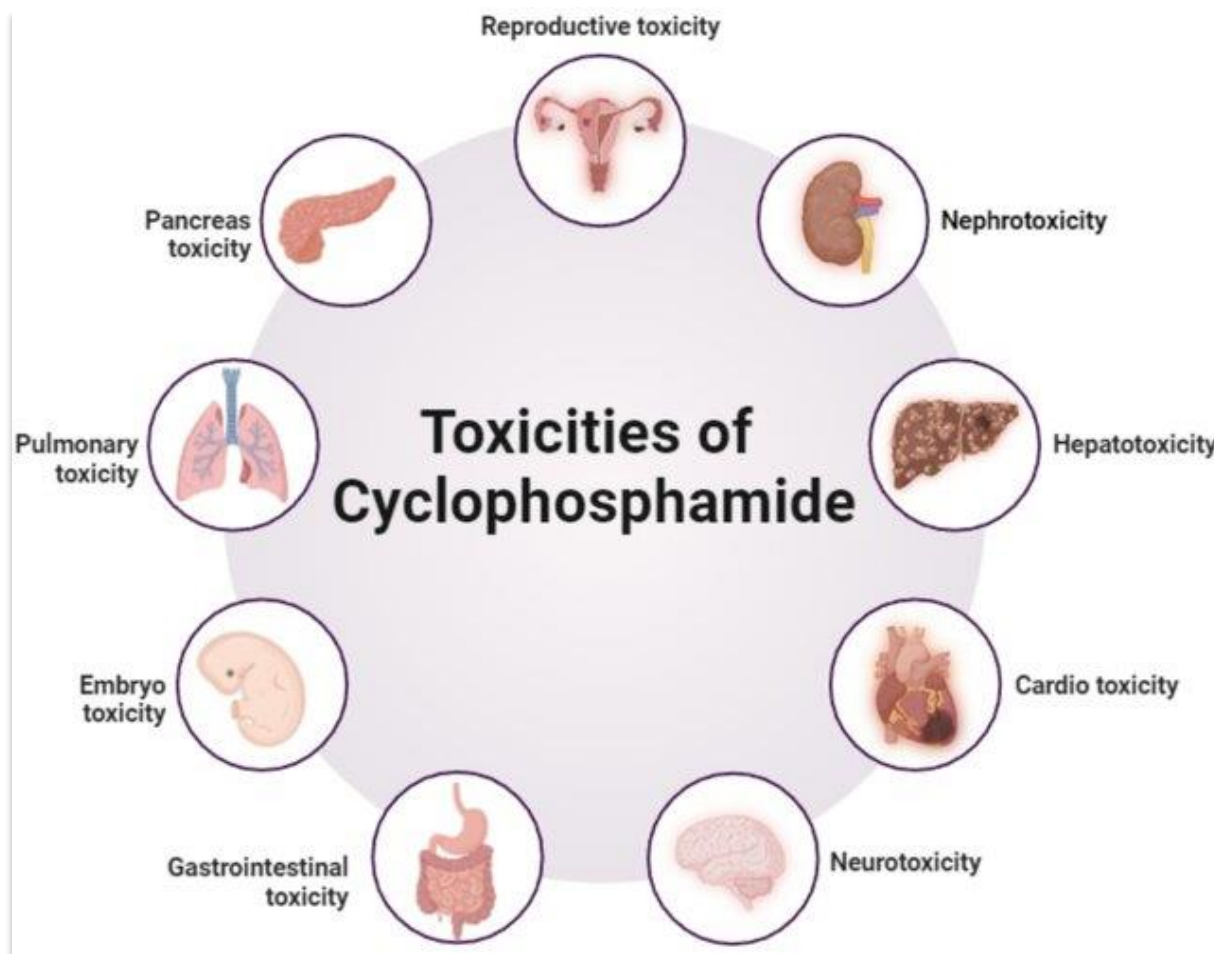 Reproductive toxicity
Pancreas
toxicity
Nephrotoxicity
Pulmonary
toxicity
Toxicities of
Cyclophosphamide
Hepatotoxicity
Embryo
toxicity
Cardio toxicity
Gastrointestinal
toxicity
Neurotoxicity